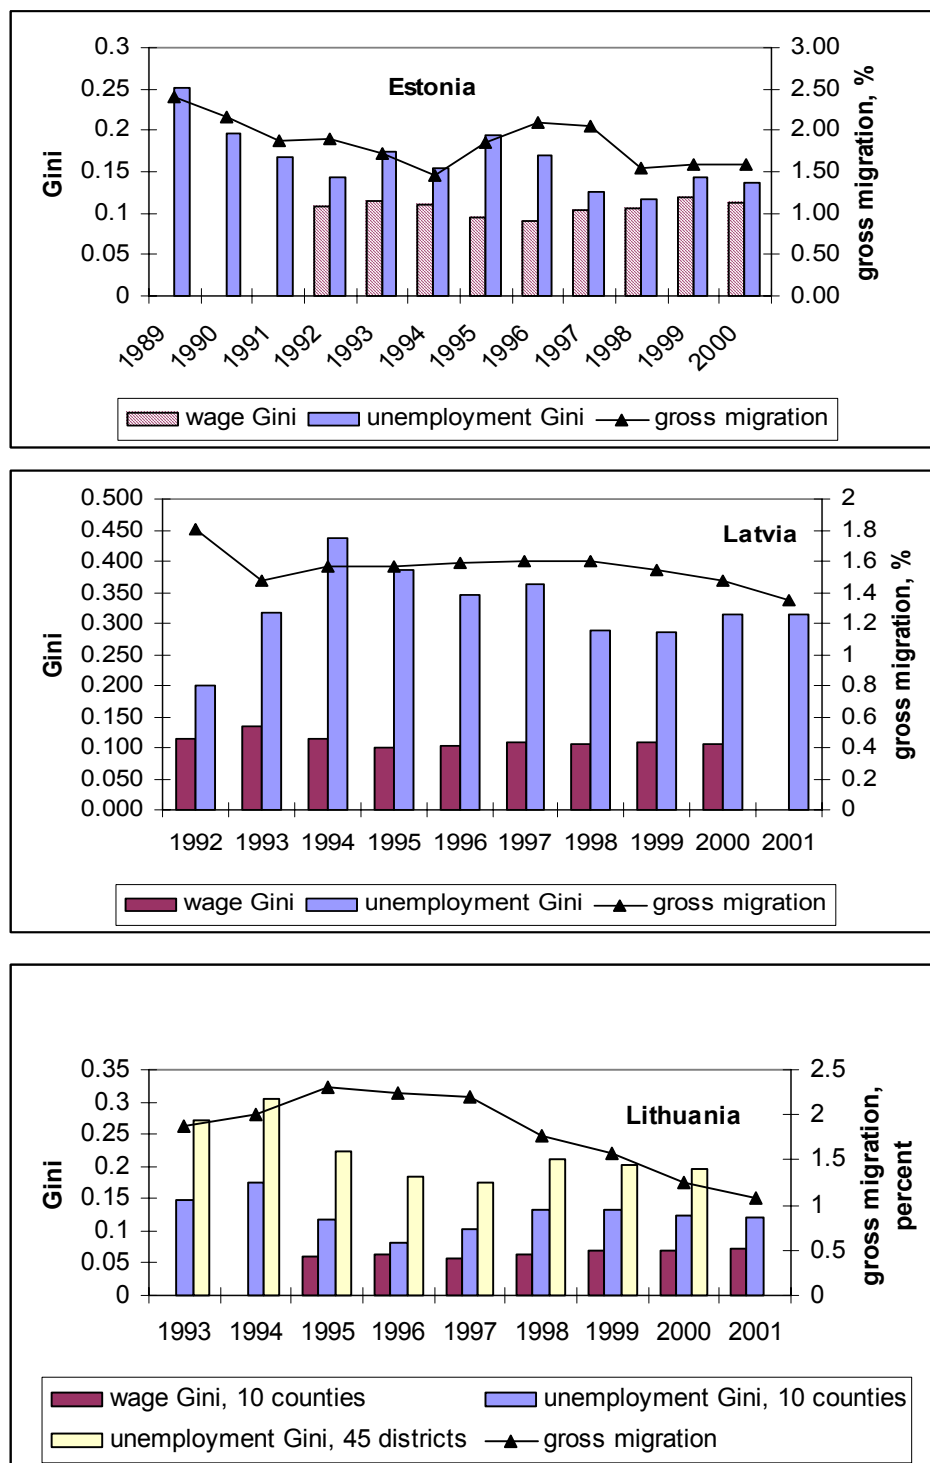 Estonia
Gini
0.3
0.25
0.2
0.15
0.1
0.05
0
3.00
2.50
2.00
1.50
1.00
0.50
0.00
gross migration, %
1989 1990 1991 1992 1993 1994 1995 1996 1997 1998 1999 2000
wage Gini unemployment Gini gross migration
Latvia
Gini
0.500
0.450
0.400
0.350
0.300
0.250
0.200
0.150
0.100
0.050
0.000
2
1.8
1.6
1.4
1.2
1
0.8
0.6
0.4
0.2
0
gross migration, %
1992 1993 1994 1995 1996 1997 1998 1999 2000 2001
wage Gini unemployment Gini gross migration
Lithuania
Gini
0.35
0.3
0.25
0.2
0.15
0.1
0.05
0
2.5
2
1.5
1
0.5
0
gross migration,
percent
1993 1994 1995 1996 1997 1998 1999 2000 2001
wage Gini, 10 counties unemployment Gini, 10 counties
unemployment Gini, 45 districts gross migration